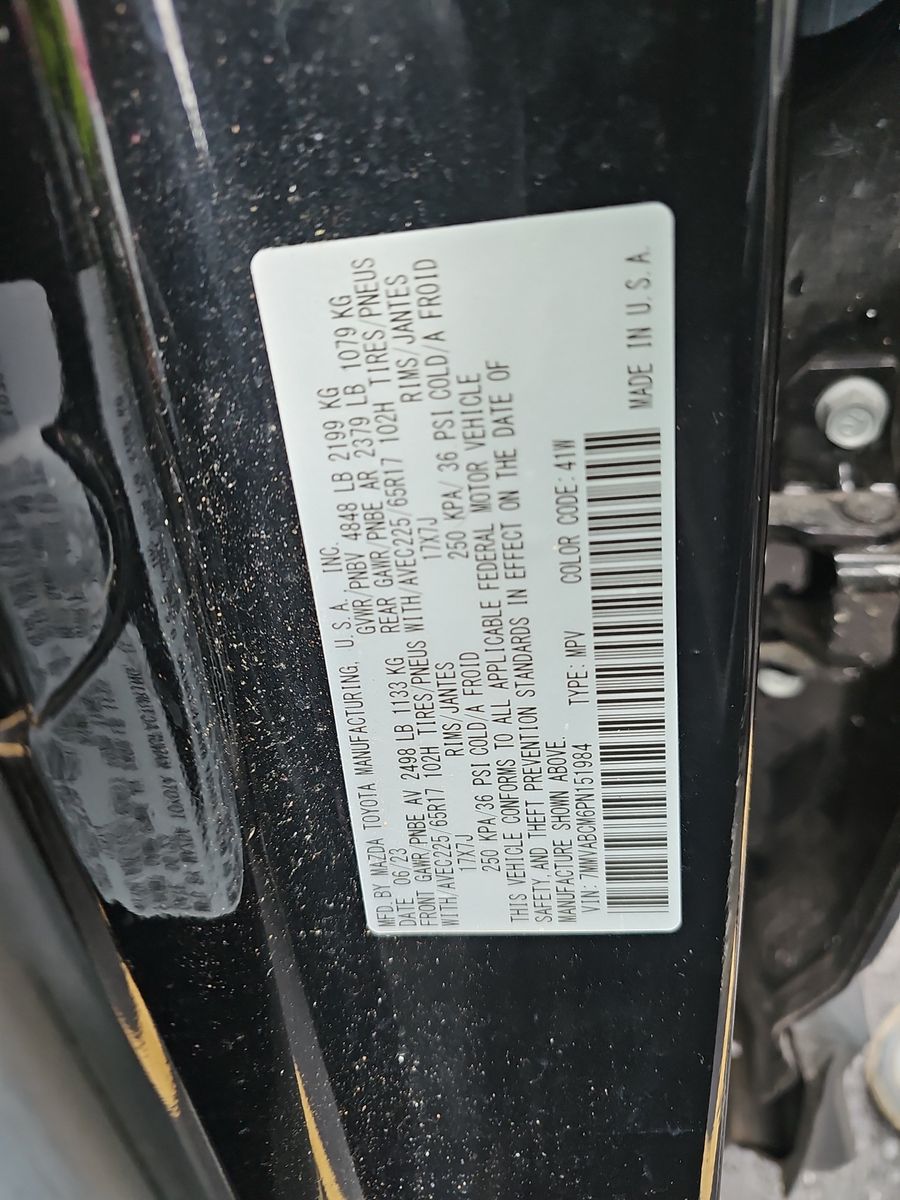 MFD.BY MAZDA TOYOTA MANUFACTURING, U.S.A., INC.
DATE 06/23 GVWR/PNBV 4848 LB 2199 KG
FRONT GAWR/PNBE AV 2498 LB 1133 KG REAR GAWR/PNBE AR 2379 LB 1079 KG
WITH/AVEC225/65R17 102H TIRES/PNEUS WITH/AVEC225/65R17 102H TIRES/PNEUS
17X7J RIMS/JANTES 17X7J RIMS/JANTES
250 KPA/36 PSI COLD/A FROID 250 KPA/ 36 PSI COLD/A FROID
THIS VEHICLE CONFORMS TO ALL APPLICABLE FEDERAL MOTOR VEHICLE
SAFETY,AND THEFT PREVENTION STANDARDS IN EFFECT ON THE DATE OF
MANUFACTURE SHOWN ABOVE.
VIN: 7MMVABCM6PN151984 TYPE: MPV COLOR CODE: 41W
MADE IN U.S.A.